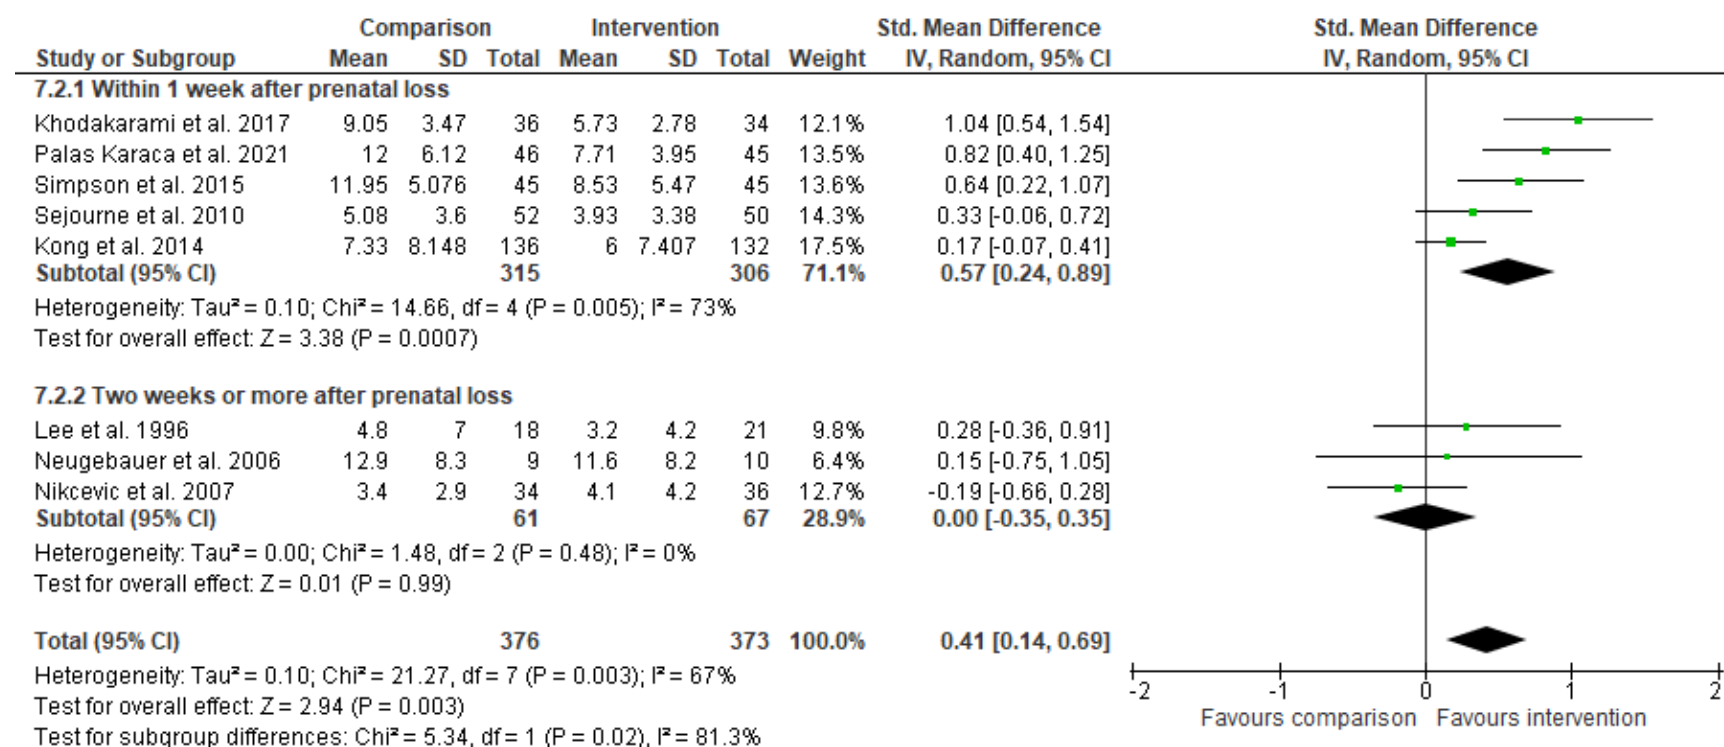 Comparison Intervention Std. Mean Difference Std. Mean Difference
Study or Subgroup Mean SD Total Mean SD Total Weight IV, Random, 95% CI IV, Random, 95% CI
7.2.1 Within 1 week after prenatal loss
Khodakarami et al. 2017 9.05 3.47 36 5.73 2.78 34 12.1% 1.04 [0.54, 1.54]
Palas Karaca et al. 2021 12 6.12 46 7.71 3.95 45 13.5% 0.82 [0.40, 1.25]
Simpson et al. 2015 11.95 5.076 45 8.53 5.47 45 13.6% 0.64 [0.22, 1.07]
Sejourne et al. 2010 5.08 3.6 52 3.93 3.38 50 14.3% 0.33 [-0.06, 0.72]
Kong et al. 2014 7.33 8.148 136 6 7.407 132 17.5% 0.17 [-0.07, 0.41]
Subtotal (95% CI) 315 306 71.1% 0.57 [0.24, 0.89]
Heterogeneity: Tau² = 0.10; Chi² = 14.66, df = 4 (P = 0.005); I² = 73%
Test for overall effect: Z = 3.38 (P = 0.0007)
7.2.2 Two weeks or more after prenatal loss
Lee et al. 1996 4.8 7 18 3.2 4.2 21 9.8% 0.28 [-0.36, 0.91]
Neugebauer et al. 2006 12.9 8.3 9 11.6 8.2 10 6.4% 0.15 [-0.75, 1.05]
Nikcevic et al. 2007 3.4 2.9 34 4.1 4.2 36 12.7% -0.19 [-0.66, 0.28]
Subtotal (95% CI) 61 67 28.9% 0.00 [-0.35, 0.35]
Heterogeneity: Tau² = 0.00; Chi² = 1.48, df = 2 (P = 0.48); I² = 0%
Test for overall effect: Z = 0.01 (P = 0.99)
Total (95% CI) 376 373 100.0% 0.41 [0.14, 0.69]
Heterogeneity: Tau² = 0.10; Chi² = 21.27, df = 7 (P = 0.003); I² = 67%
Test for overall effect: Z = 2.94 (P = 0.003)
Test for subgroup differences: Chi² = 5.34, df = 1 (P = 0.02), I² = 81.3%
-2 -1 0 1 2
Favours comparison Favours intervention